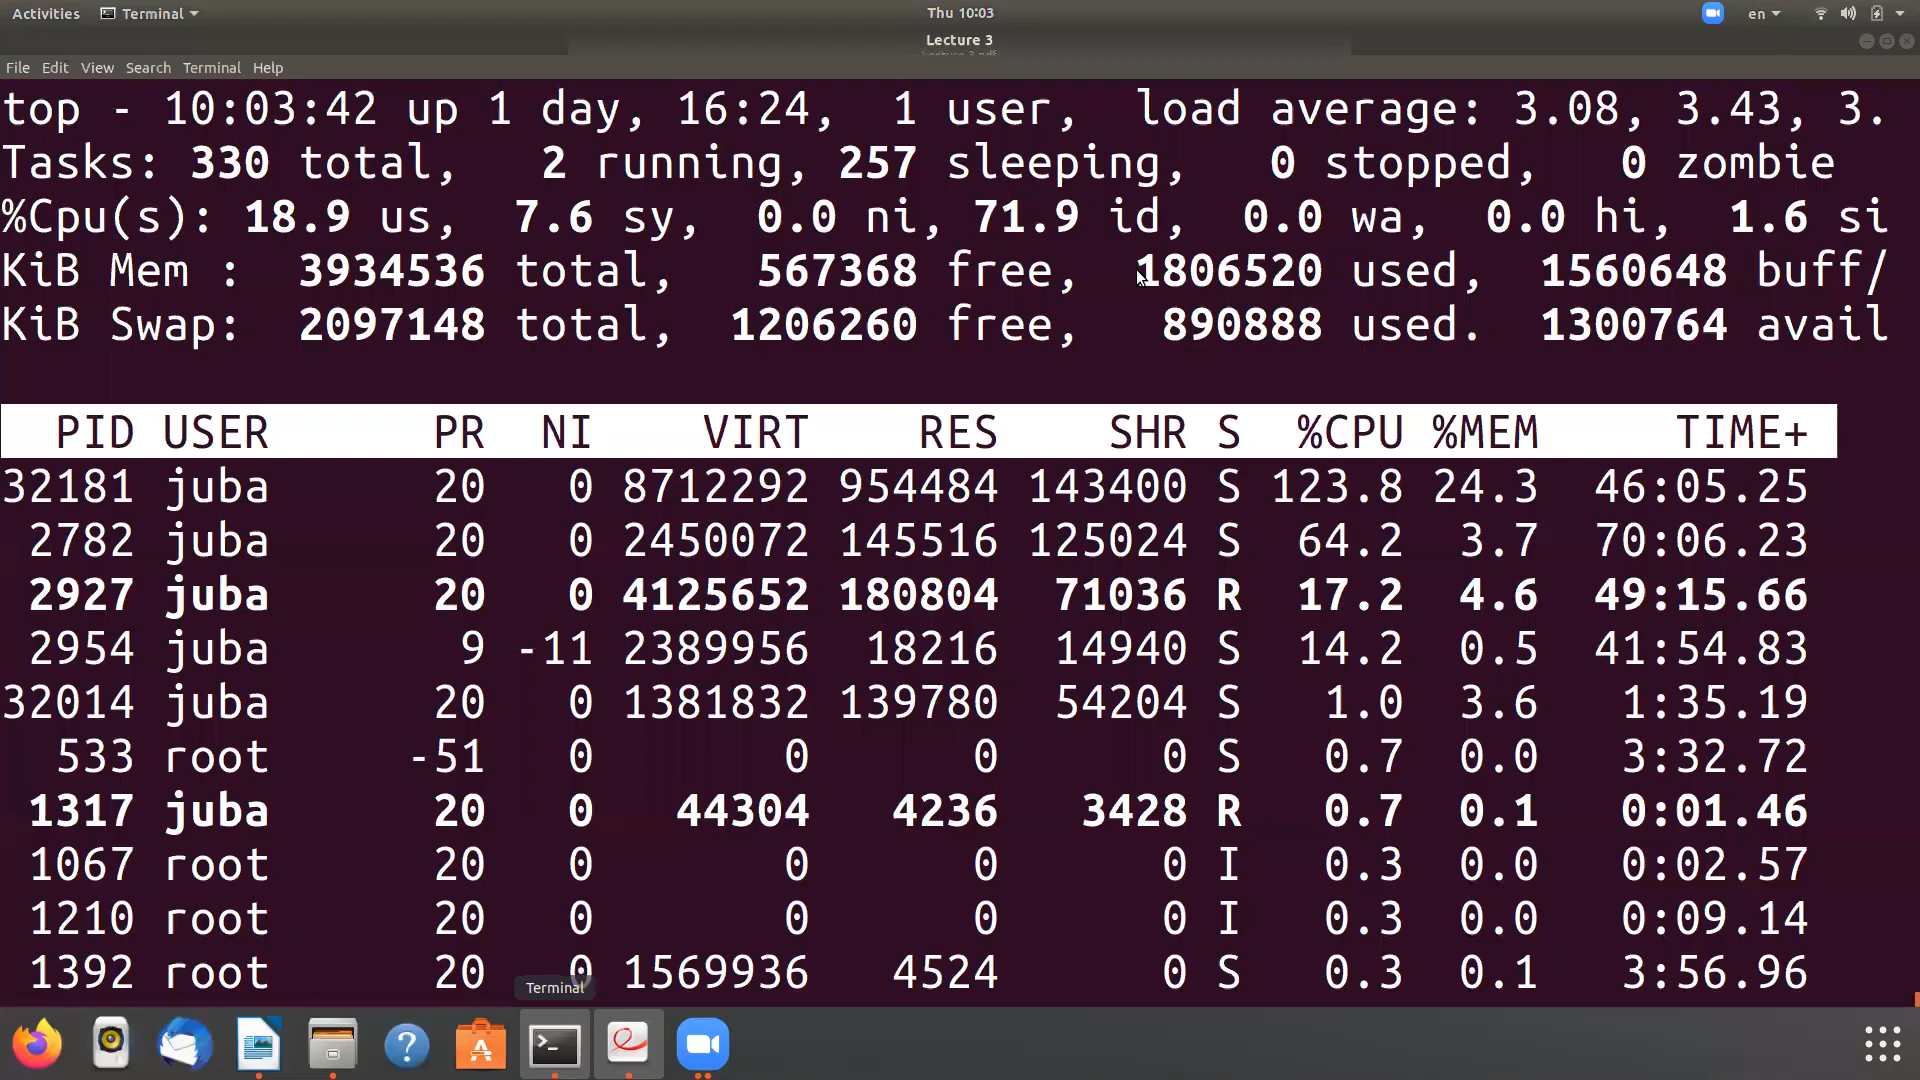 Activities Terminal Thu 10:03 en
Lecture 3
File Edit View Search Terminal Help
top - 10:03:42 up 1 day, 16:24, 1 user, load average: 3.08, 3.43, 3.
Tasks: 330 total, 2 running, 257 sleeping, 0 stopped, 0 zombie
%Cpu(s): 18.9 us, 7.6 sy, 0.0 ni, 71.9 id, 0.0 wa, 0.0 hi, 1.6 si
KiB Mem : 3934536 total, 567368 free, 1806520 used, 1560648 buff/
KiB Swap: 2097148 total, 1206260 free, 890888 used. 1300764 avail
PID USER PR NI VIRT RES SHR S %CPU %MEM TIME+
32181 juba 20 0 8712292 954484 143400 S 123.8 24.3 46:05.25
2782 juba 20 0 2450072 145516 125024 S 64.2 3.7 70:06.23
2927 juba 20 0 4125652 180804 71036 R 17.2 4.6 49:15.66
2954 juba 9 -11 2389956 18216 14940 S 14.2 0.5 41:54.83
32014 juba 20 0 1381832 139780 54204 S 1.0 3.6 1:35.19
533 root -51 0 0 0 0 S 0.7 0.0 3:32.72
1317 juba 20 0 44304 4236 3428 R 0.7 0.1 0:01.46
1067 root 20 0 0 0 0 I 0.3 0.0 0:02.57
1210 root 20 0 0 0 0 I 0.3 0.0 0:09.14
1392 root 20 0 1569936 4524 0 S 0.3 0.1 3:56.96
Terminal